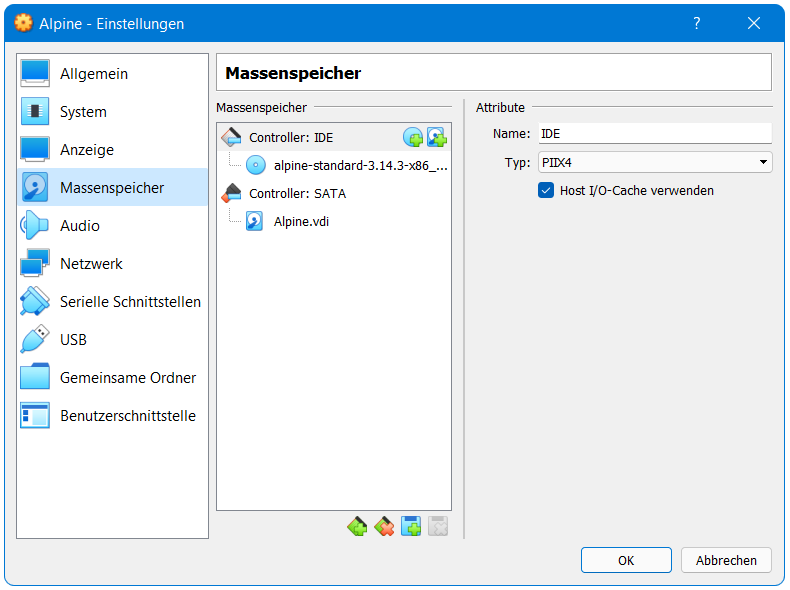 Alpine - Einstellungen
?
Allgemein
System
Anzeige
Massenspeicher
Audio
Netzwerk
Serielle Schnittstellen
USB
Gemeinsame Ordner
Benutzerschnittstelle
Massenspeicher
Massenspeicher
Controller: IDE
alpine-standard-3.14.3-x86_...
Controller: SATA
Alpine.vdi
Attribute
Name: IDE
Typ: PIIX4
Host I/O-Cache verwenden
OK
Abbrechen